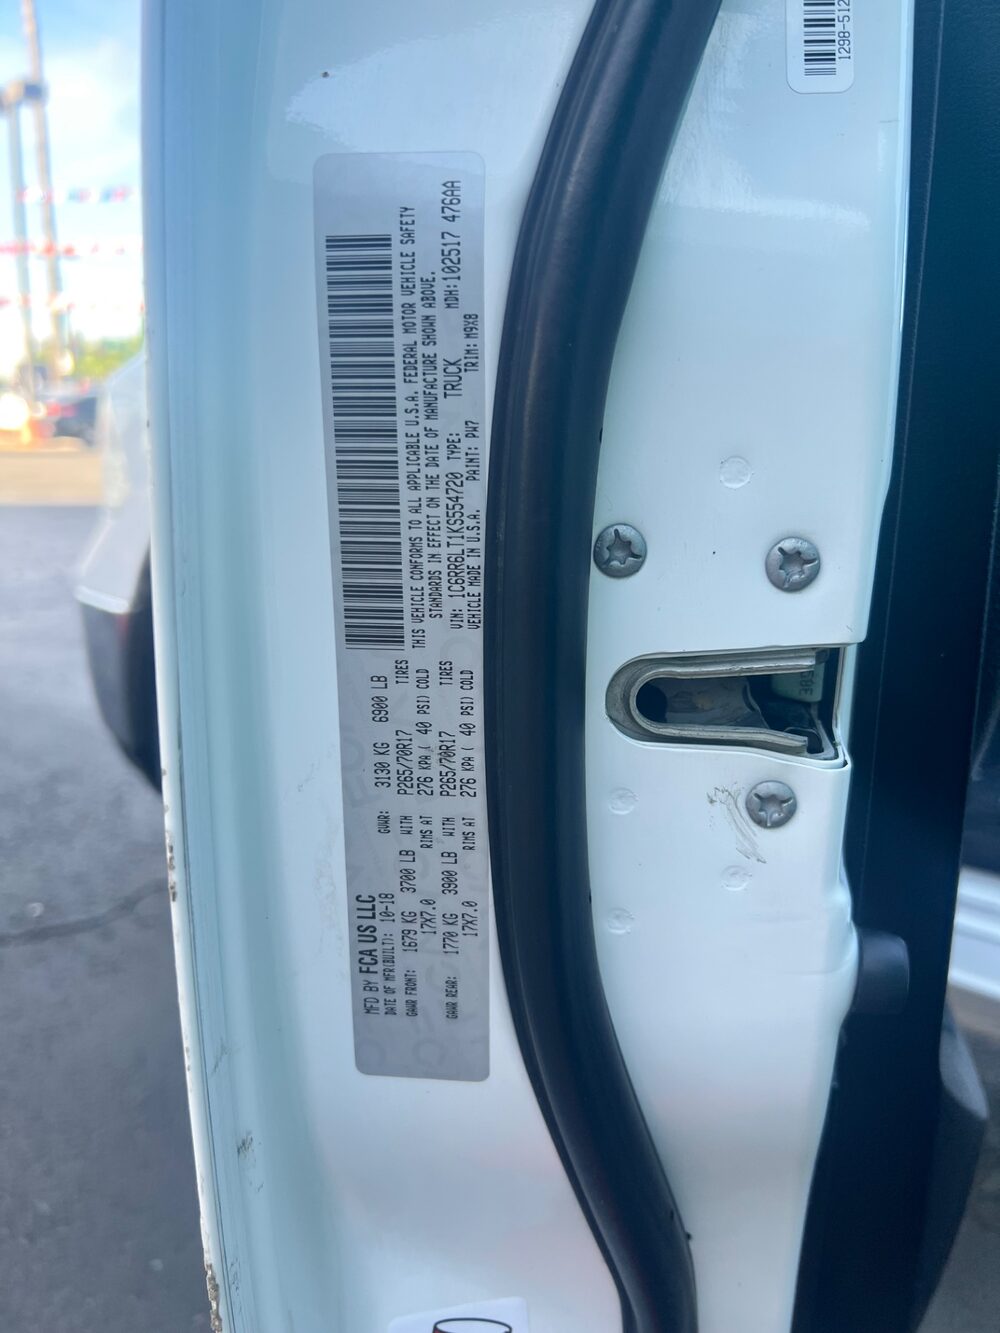 MFD BY FCA US LLC
DATE OF MFR(BUILT): 10-18 GVWR: 3130 KG 6900 LB
GAWR FRONT: 1679 KG 3700 LB WITH P265/70R17 TIRES
17X7.0 RIMS AT 276 KPA ( 40 PSI) COLD
GAWR REAR: 1770 KG 3900 LB WITH P265/70R17 TIRES
17X7.0 RIMS AT 276 KPA ( 40 PSI) COLD
THIS VEHICLE CONFORMS TO ALL APPLICABLE U.S.A. FEDERAL MOTOR VEHICLE SAFETY
STANDARDS IN EFFECT ON THE DATE OF MANUFACTURE SHOWN ABOVE.
VIN: 1C6RR6LT1KS554720 TYPE: TRUCK MDH:102517 476AA
VEHICLE MADE IN U.S.A. PAINT: PW7 TRIM: M9X8
1298-512